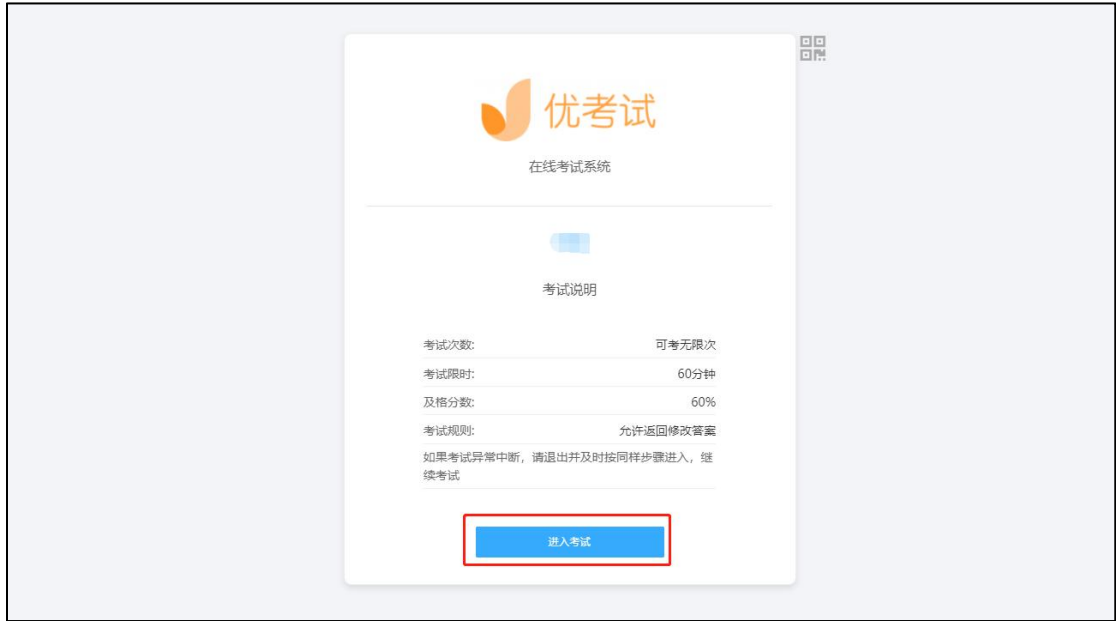 优考试
在线考试系统
考试说明
考试次数: 可考无限次
考试限时: 60分钟
及格分数: 60%
考试规则: 允许返回修改答案
如果考试异常中断，请退出并及时按同样步骤进入，继
续考试
进入考试